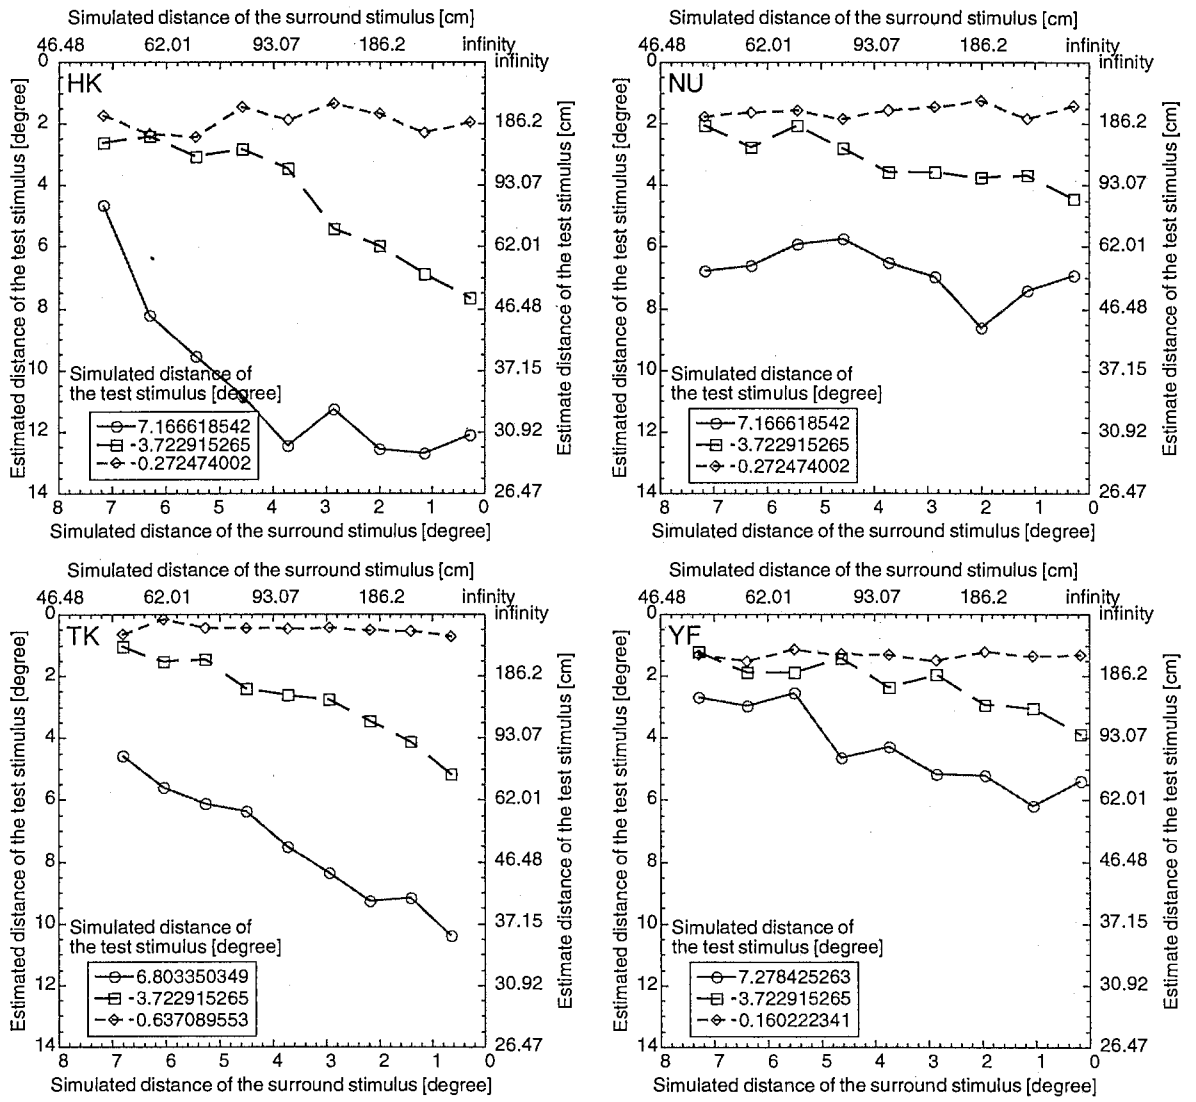 Simulated distance of the surround stimulus [cm]
46.48 62.01 93.07 186.2 infinity
infinity
HK
0
2
4
6
8
10
12
14
186.2
93.07
62.01
46.48
37.15
30.92
26.47
Estimated distance of the test stimulus [degree]
Estimated distance of the test stimulus [cm]
Simulated distance of
the test stimulus [degree]
7.166618542
3.722915265
0.272474002
8 7 6 5 4 3 2 1 0
Simulated distance of the surround stimulus [degree]
Simulated distance of the surround stimulus [cm]
46.48 62.01 93.07 186.2 infinity
infinity
NU
0
2
4
6
8
10
12
14
186.2
93.07
62.01
46.48
37.15
30.92
26.47
Estimated distance of the test stimulus [degree]
Estimate distance of the test stimulus [cm]
Simulated distance of
the test stimulus [degree]
7.166618542
3.722915265
0.272474002
8 7 6 5 4 3 2 1 0
Simulated distance of the surround stimulus [degree]
Simulated distance of the surround stimulus [cm]
46.48 62.01 93.07 186.2 infinity
infinity
TK
0
2
4
6
8
10
12
14
186.2
93.07
62.01
46.48
37.15
30.92
26.47
Estimated distance of the test stimulus [degree]
Estimate distance of the test stimulus [cm]
Simulated distance of
the test stimulus [degree]
6.803350349
3.722915265
0.637089553
8 7 6 5 4 3 2 1 0
Simulated distance of the surround stimulus [degree]
Simulated distance of the surround stimulus [cm]
46.48 62.01 93.07 186.2 infinity
infinity
YF
0
2
4
6
8
10
12
14
186.2
93.07
62.01
46.48
37.15
30.92
26.47
Estimated distance of the test stimulus [degree]
Estimate distance of the test stimulus [cm]
Simulated distance of
the test stimulus [degree]
7.278425263
3.722915265
0.160222341
8 7 6 5 4 3 2 1 0
Simulated distance of the surround stimulus [degree]